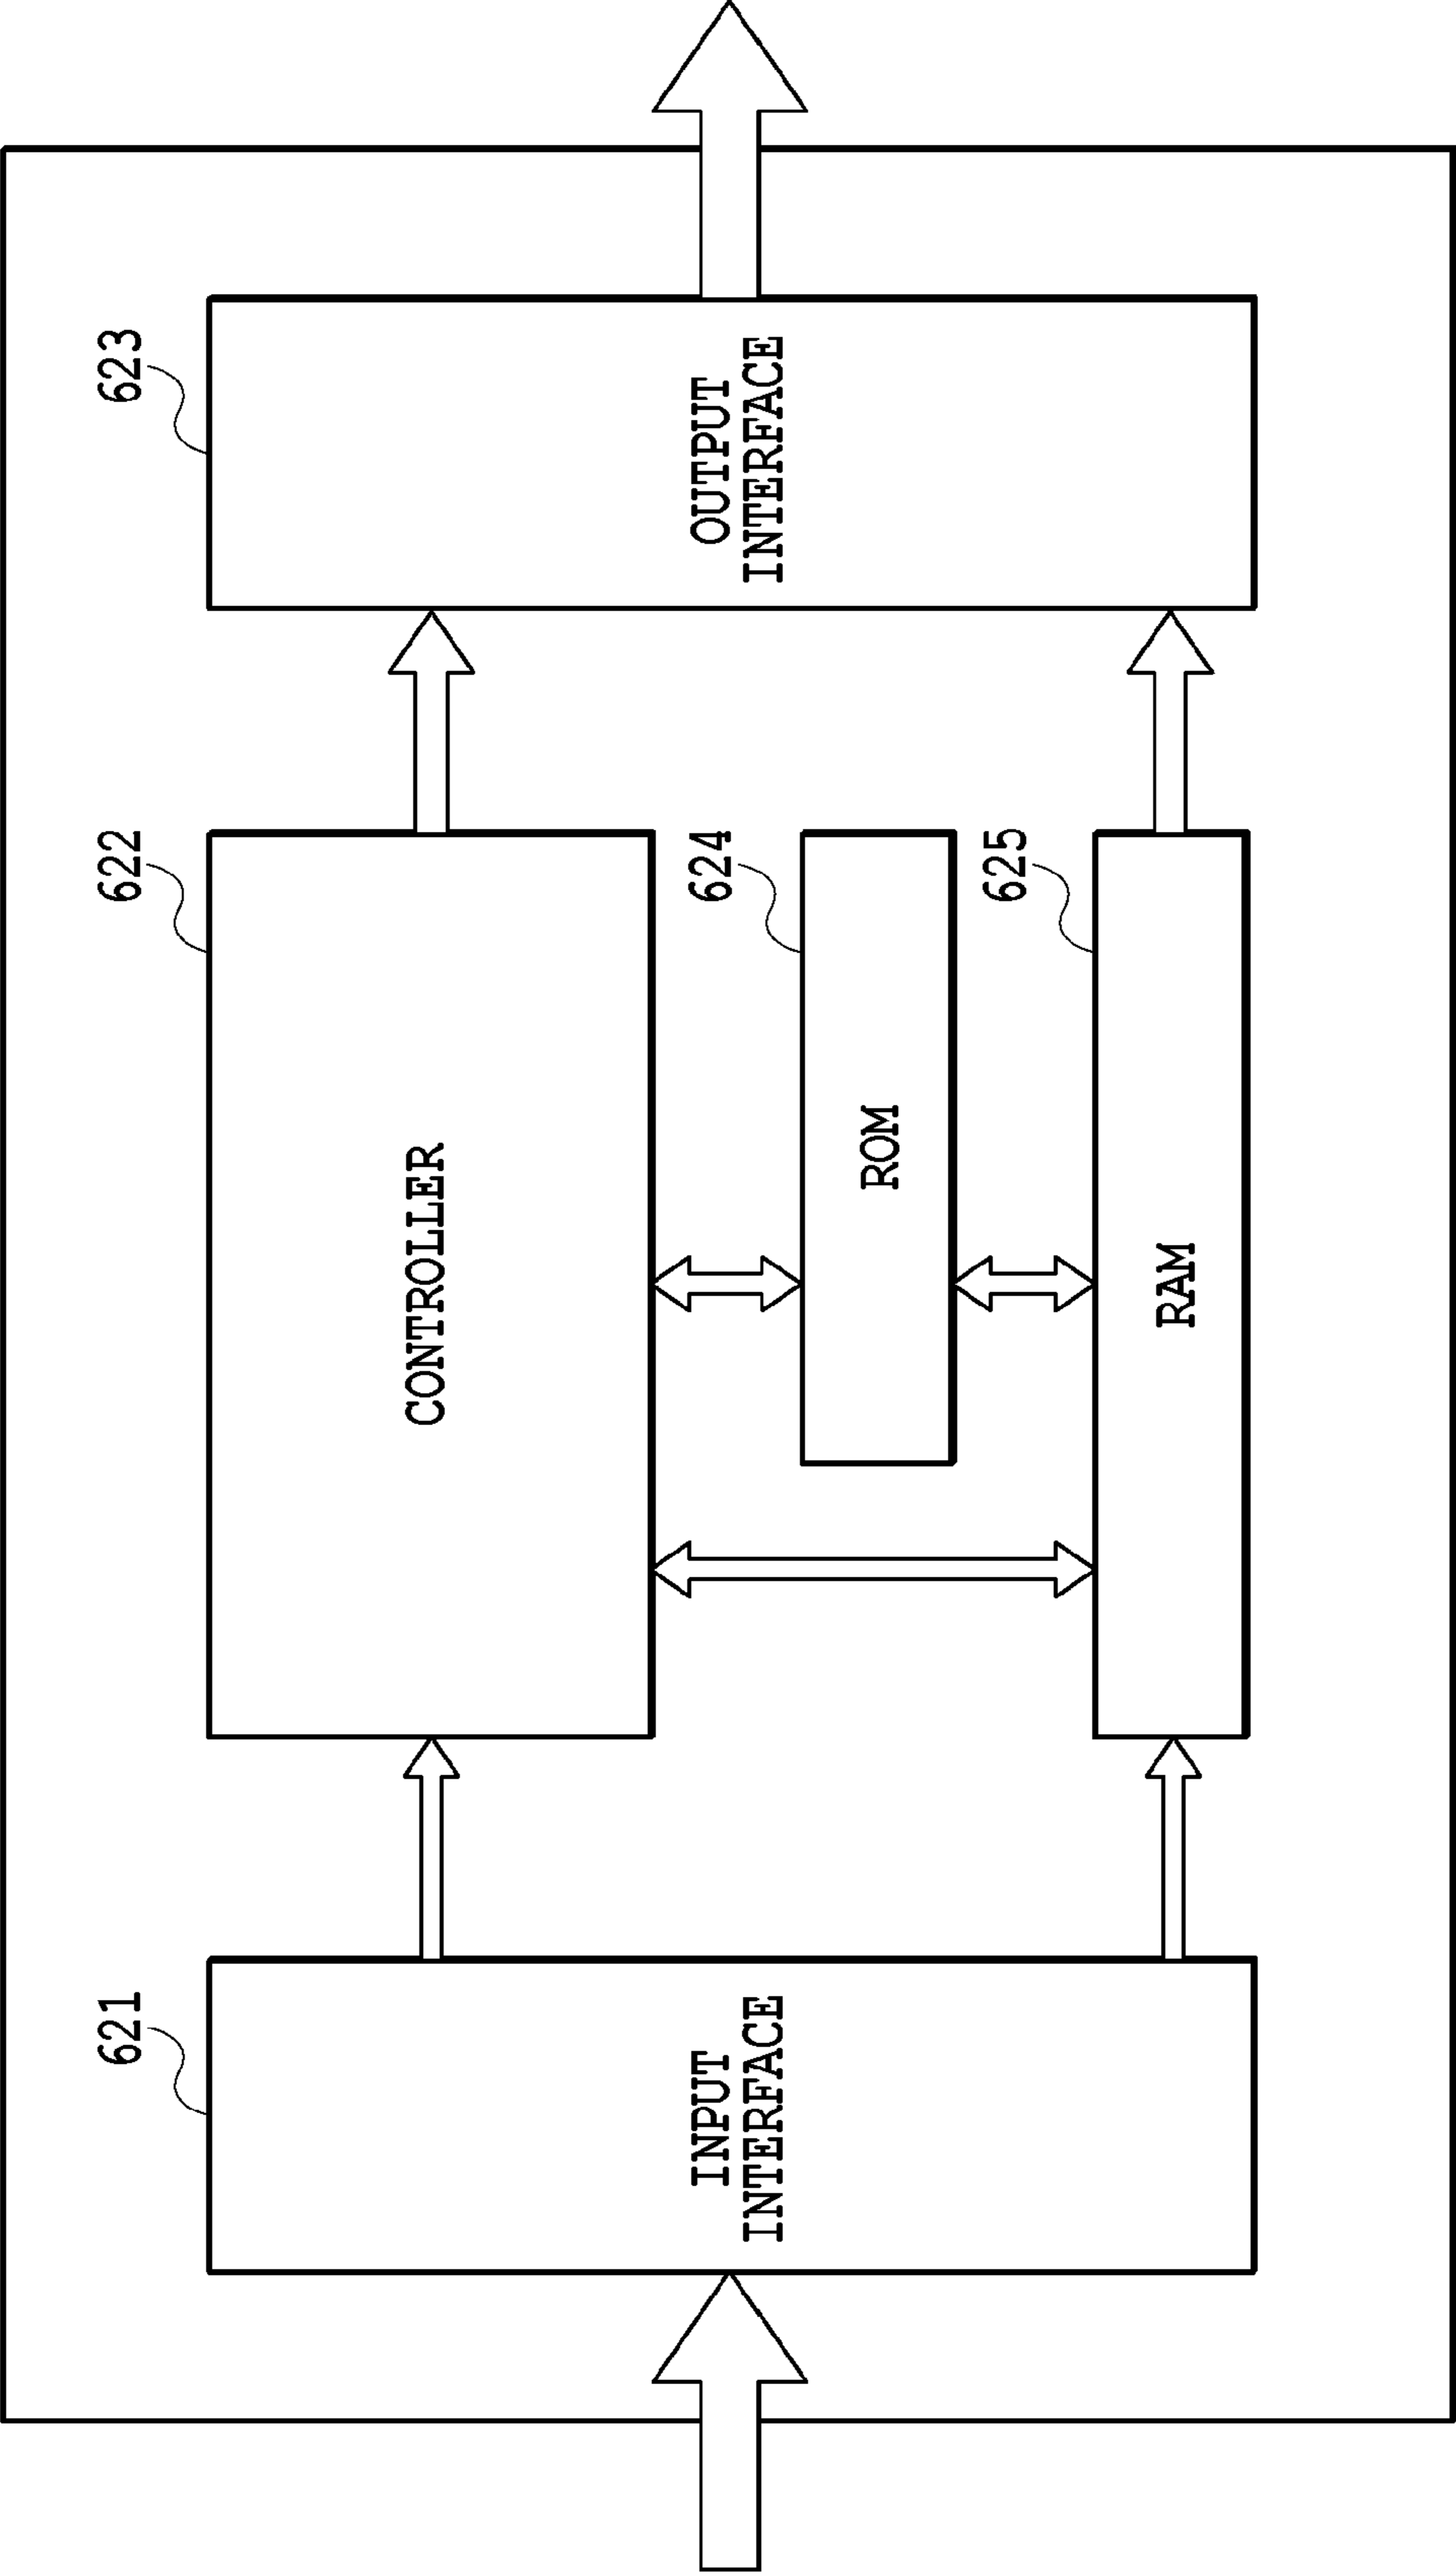 621
INPUT
INTERFACE
622
CONTROLLER
624
ROM
625
RAM
623
OUTPUT
INTERFACE